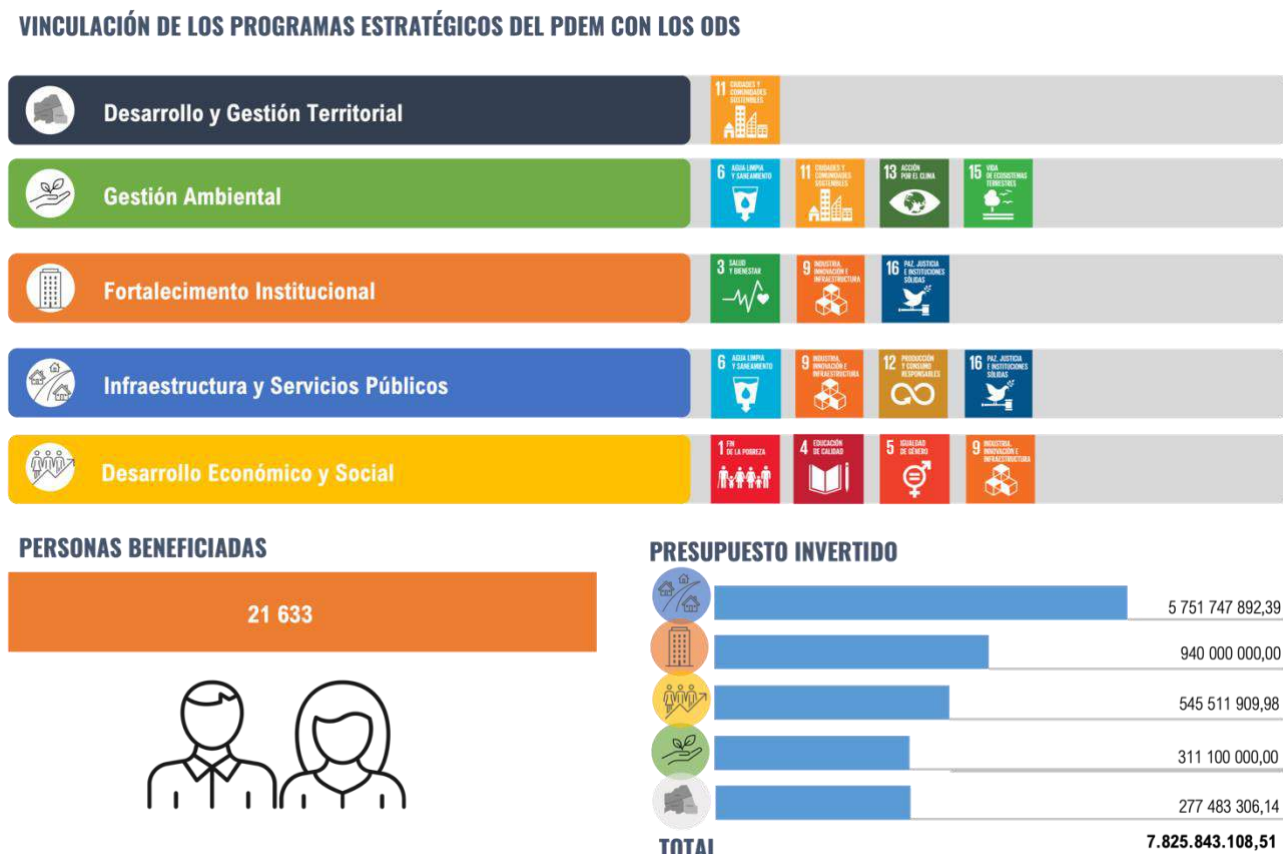 VINCULACIÓN DE LOS PROGRAMAS ESTRATÉGICOS DEL PDEM CON LOS ODS
Desarrollo y Gestión Territorial
11 CIUDADES Y
COMUNIDADES
SOSTENIBLES
Gestión Ambiental
6 AGUA LIMPIA
Y SANEAMIENTO
11 CIUDADES Y
COMUNIDADES
SOSTENIBLES
13 ACCIÓN
POR EL CLIMA
15 VIDA
DE ECOSISTEMAS
TERRESTRES
Fortalecimento Institucional
3 SALUD
Y BIENESTAR
9 INDUSTRIA,
INNOVACIÓN E
INFRAESTRUCTURA
16 PAZ, JUSTICIA
E INSTITUCIONES
SÓLIDAS
Infraestructura y Servicios Públicos
6 AGUA LIMPIA
Y SANEAMIENTO
9 INDUSTRIA,
INNOVACIÓN E
INFRAESTRUCTURA
12 PRODUCCIÓN
Y CONSUMO
RESPONSABLES
16 PAZ, JUSTICIA
E INSTITUCIONES
SÓLIDAS
Desarrollo Económico y Social
1 FIN
DE LA POBREZA
4 EDUCACIÓN
DE CALIDAD
5 IGUALDAD
DE GÉNERO
9 INDUSTRIA,
INNOVACIÓN E
INFRAESTRUCTURA
PERSONAS BENEFICIADAS
21 633
PRESUPUESTO INVERTIDO
5 751 747 892,39
940 000 000,00
545 511 909,98
311 100 000,00
277 483 306,14
TOTAL
7.825.843.108,51